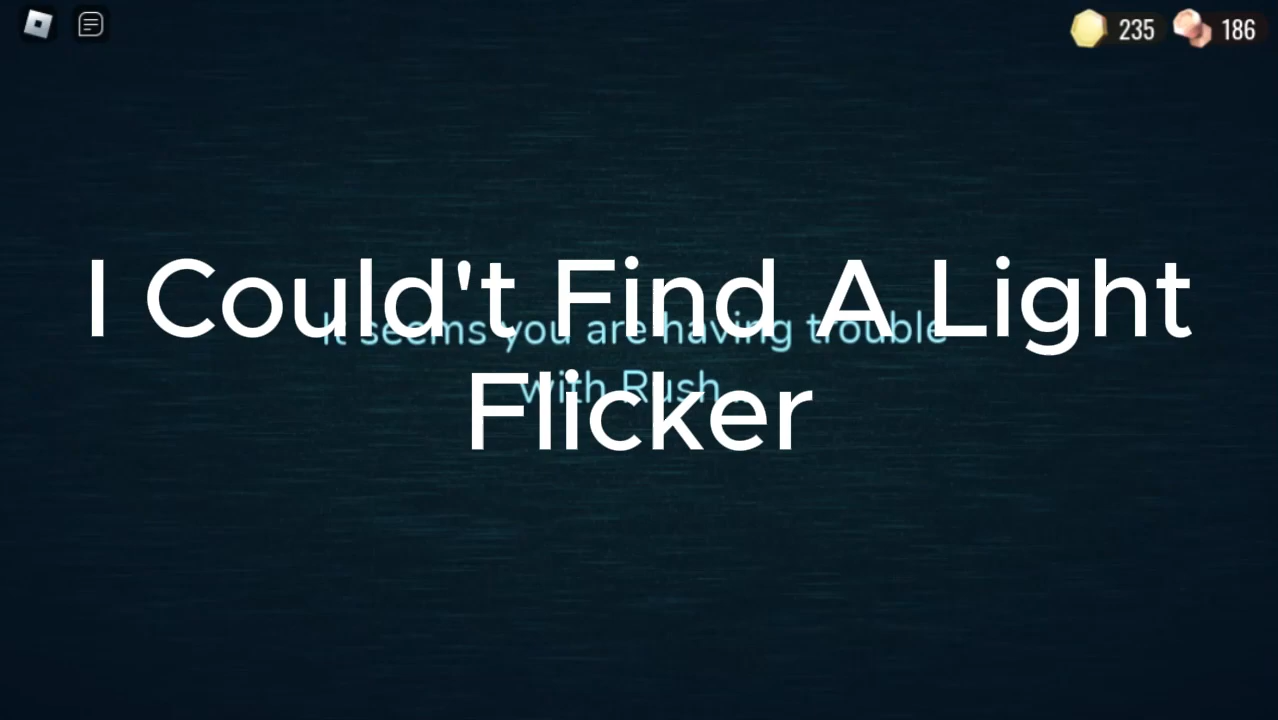 235 186
I Could't Find A Light
It seems you are having trouble
with Rush
Flicker